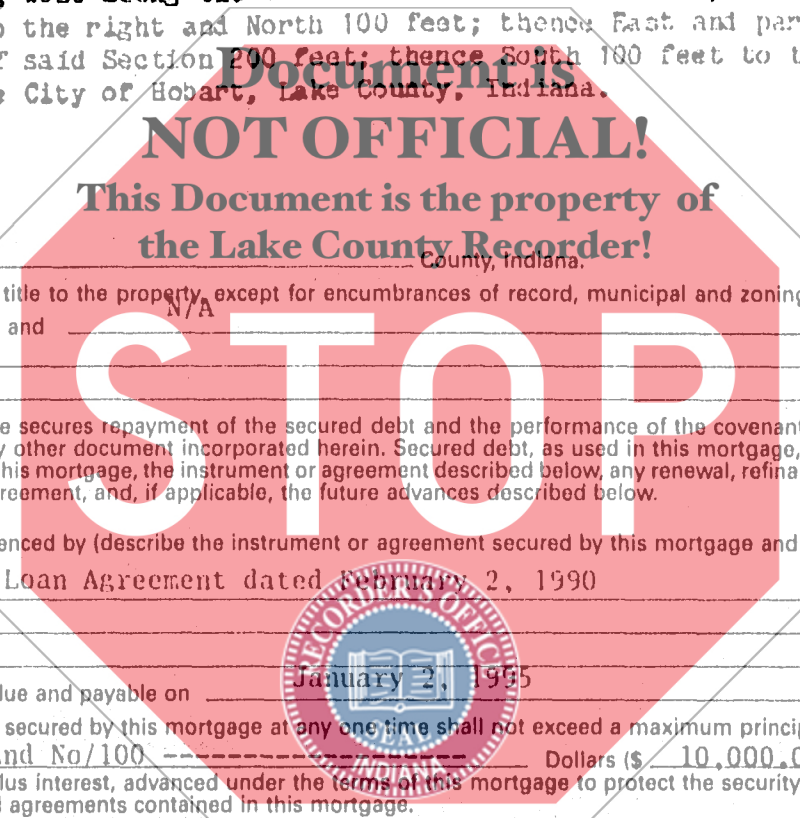 the right and North 100 feet; thence East and par
said Section 200 feet; thence South 100 feet to t
City of Hobart, Lake County, Indiana.
Document is
NOT OFFICIAL!
This Document is the property of
the Lake County Recorder!
County, Indiana.
title to the property, except for encumbrances of record, municipal and zoning
N/A
and
STOP
e secures repayment of the secured debt and the performance of the covenant
y other document incorporated herein. Secured debt, as used in this mortgage,
his mortgage, the instrument or agreement described below, any renewal, refina
reement, and, if applicable, the future advances described below.
enced by (describe the instrument or agreement secured by this mortgage and
Loan Agreement dated February 2, 1990
RECORDER'S OFFICE
January 2, 1995
lue and payable on
secured by this mortgage at any one time shall not exceed a maximum princip
nd No/100 ------------------------ Dollars ($ 10,000.0
SEAL
INDIANA
lus interest, advanced under the terms of this mortgage to protect the security
agreements contained in this mortgage.